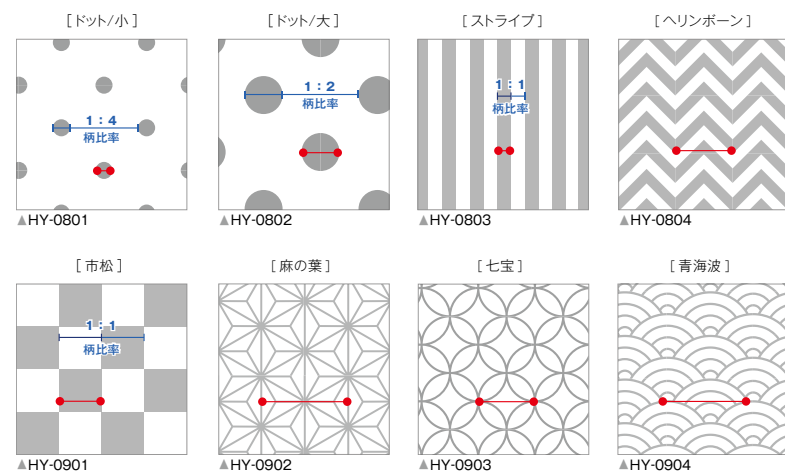 [ドット/小]
[ドット/大]
[ストライプ]
[ヘリンボーン]
1：4
柄比率
1：2
柄比率
1：1
柄比率
▲HY-0801
▲HY-0802
▲HY-0803
▲HY-0804
[市松]
[麻の葉]
[七宝]
[青海波]
1：1
柄比率
▲HY-0901
▲HY-0902
▲HY-0903
▲HY-0904